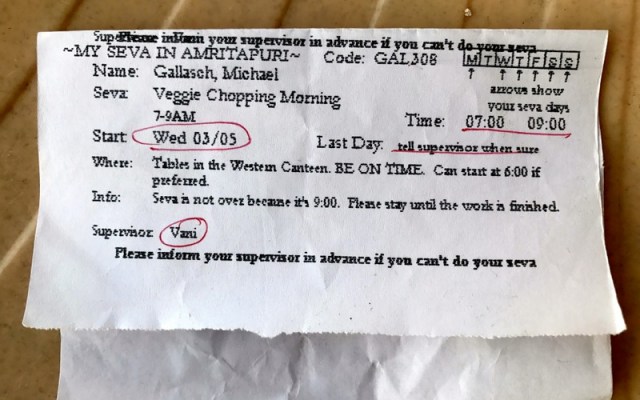 Please inform your supervisor in advance if you can't do your seva
~MY SEVA IN AMRITAPURI~ Code: GAL,308 M T W T F S S
Name: Gallasch, Michael
arrows show
Seva: Veggie Chopping Morning
your seva days
7-9AM
Time: 07:00 09:00
Start: Wed 03/05
Last Day: tell supervisor when sure
Where: Tables in the Western Canteen. BE ON TIME. Can start at 6:00 if
preferred.
Info: Seva is not over because it's 9:00. Please stay until the work is finished.
Supervisor: Vani
Please inform your supervisor in advance if you can't do your seva